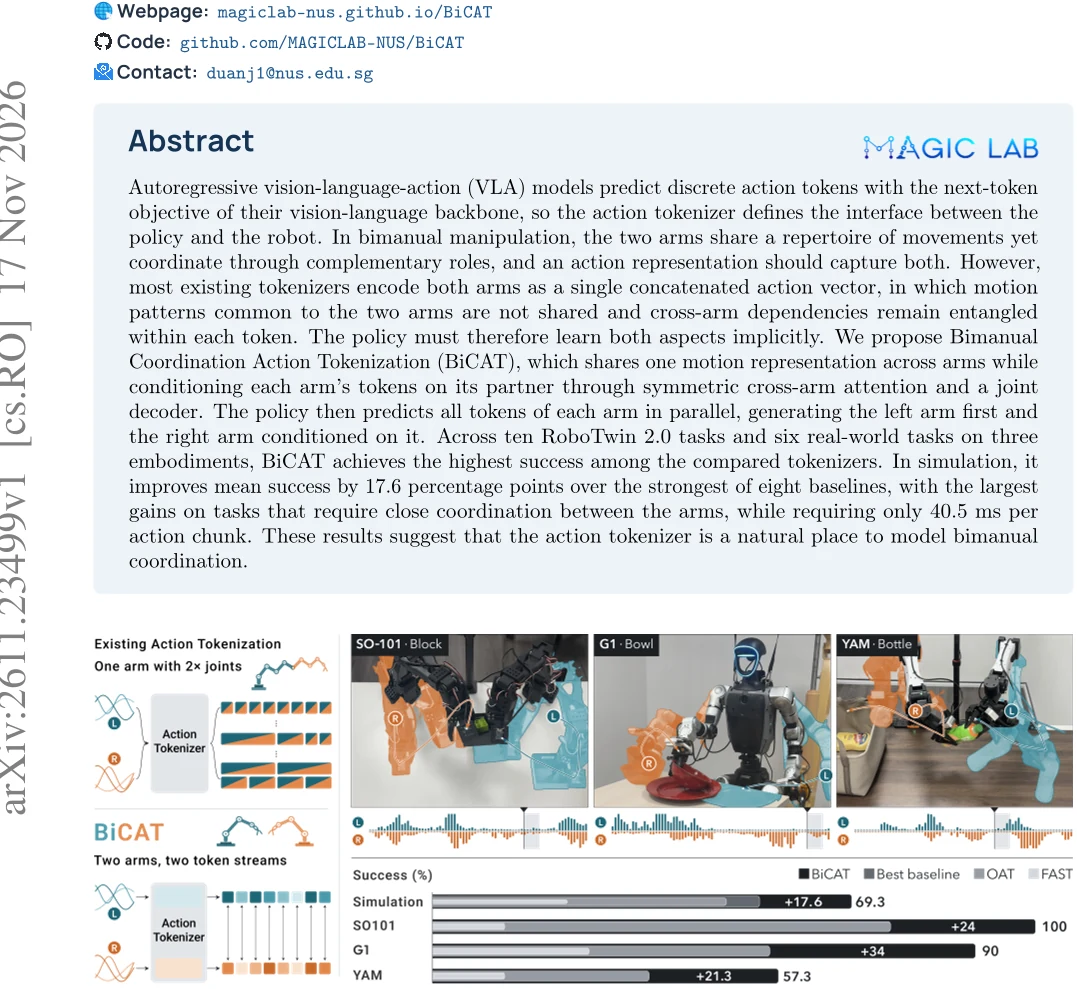 arXiv:2611.23499v1 [cs.RO] 17 Nov 2026
Webpage: magiclab-nus.github.io/BiCAT
Code: github.com/MAGICLAB-NUS/BiCAT
Contact: duanj1@nus.edu.sg
Abstract
MAGIC LAB
Autoregressive vision-language-action (VLA) models predict discrete action tokens with the next-token
objective of their vision-language backbone, so the action tokenizer defines the interface between the
policy and the robot. In bimanual manipulation, the two arms share a repertoire of movements yet
coordinate through complementary roles, and an action representation should capture both. However,
most existing tokenizers encode both arms as a single concatenated action vector, in which motion
patterns common to the two arms are not shared and cross-arm dependencies remain entangled
within each token. The policy must therefore learn both aspects implicitly. We propose Bimanual
Coordination Action Tokenization (BiCAT), which shares one motion representation across arms while
conditioning each arm's tokens on its partner through symmetric cross-arm attention and a joint
decoder. The policy then predicts all tokens of each arm in parallel, generating the left arm first and
the right arm conditioned on it. Across ten RoboTwin 2.0 tasks and six real-world tasks on three
embodiments, BiCAT achieves the highest success among the compared tokenizers. In simulation, it
improves mean success by 17.6 percentage points over the strongest of eight baselines, with the largest
gains on tasks that require close coordination between the arms, while requiring only 40.5 ms per
action chunk. These results suggest that the action tokenizer is a natural place to model bimanual
coordination.
Existing Action Tokenization
One arm with 2× joints
L
Action
Tokenizer
R
BiCAT
Two arms, two token streams
L
Action
Tokenizer
R
SO-101 · Block
R
L
L
R
G1 · Bowl
R
L
L
R
YAM · Bottle
R
L
L
R
Success (%)
BiCAT
Best baseline
OAT
FAST
Simulation +17.6 69.3
SO101 +24 100
G1 +34 90
YAM +21.3 57.3